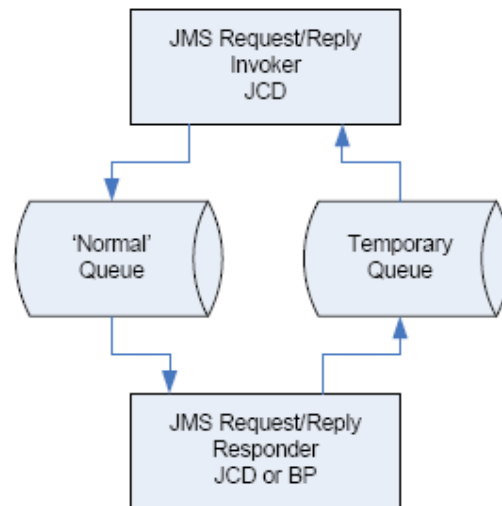 JMS Request/Reply
Invoker
JCD
‘Normal’
Queue
Temporary
Queue
JMS Request/Reply
Responder
JCD or BP